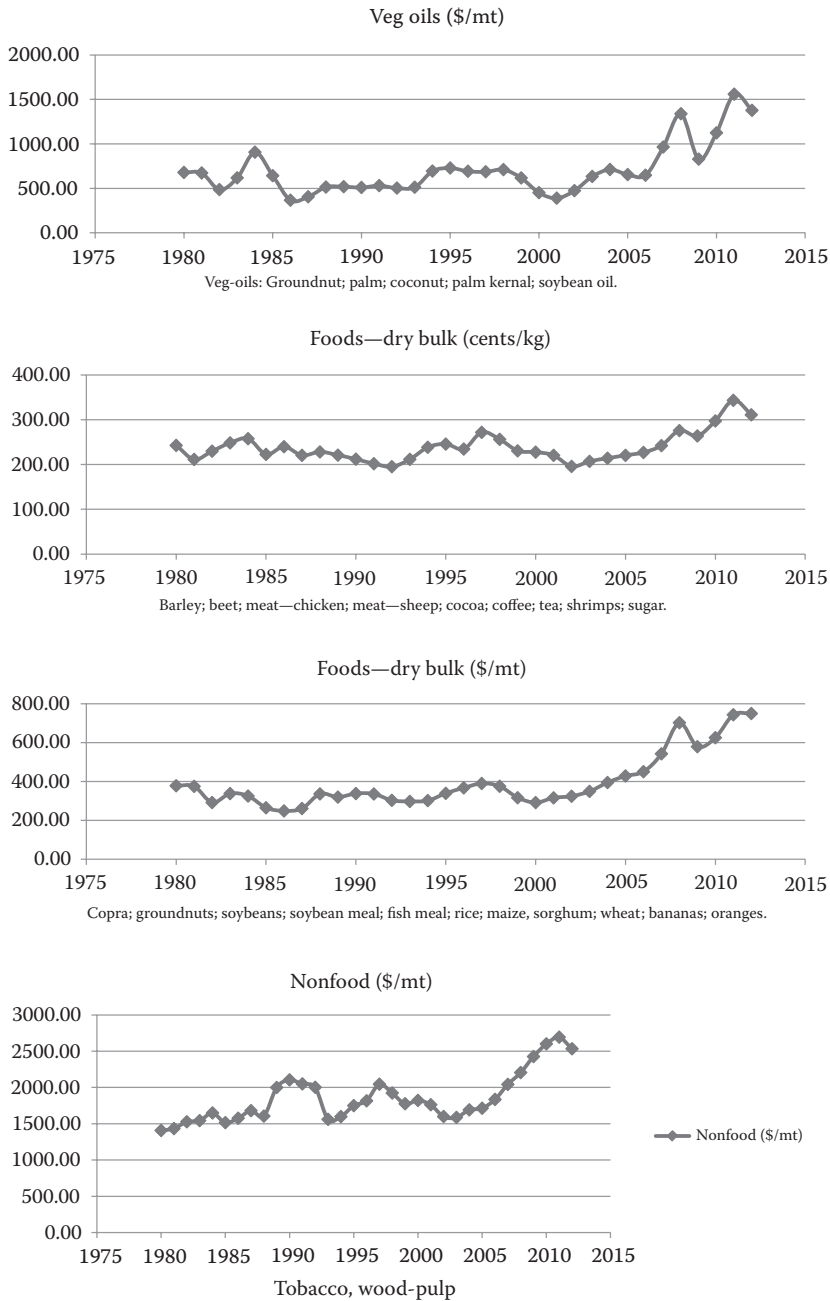 Veg oils ($/mt)
2000.00
1500.00
1000.00
500.00
0.00
1975 1980 1985 1990 1995 2000 2005 2010 2015
Veg-oils: Groundnut; palm; coconut; palm kernal; soybean oil.
Foods—dry bulk (cents/kg)
400.00
300.00
200.00
100.00
0.00
1975 1980 1985 1990 1995 2000 2005 2010 2015
Barley; beet; meat—chicken; meat—sheep; cocoa; coffee; tea; shrimps; sugar.
Foods—dry bulk ($/mt)
800.00
600.00
400.00
200.00
0.00
1975 1980 1985 1990 1995 2000 2005 2010 2015
Copra; groundnuts; soybeans; soybean meal; fish meal; rice; maize, sorghum; wheat; bananas; oranges.
Nonfood ($/mt)
3000.00
2500.00
2000.00
1500.00
1000.00
500.00
0.00
1975 1980 1985 1990 1995 2000 2005 2010 2015
Nonfood ($/mt)
Tobacco, wood-pulp